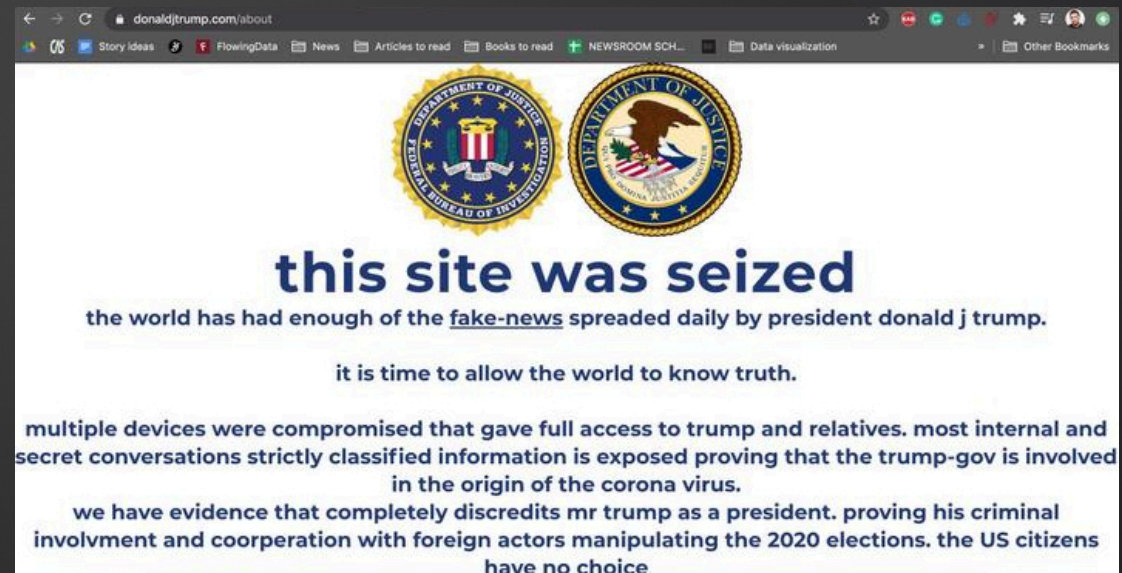 donaldjtrump.com/about
Story ideas FlowingData News Articles to read Books to read NEWSROOM SCH... Data visualization » Other Bookmarks
DEPARTMENT OF JUSTICE
FEDERAL BUREAU OF INVESTIGATION
DEPARTMENT OF JUSTICE
QUI PRO DOMINA JUSTITIA SEQUITUR
this site was seized
the world has had enough of the fake-news spreaded daily by president donald j trump.
it is time to allow the world to know truth.
multiple devices were compromised that gave full access to trump and relatives. most internal and
secret conversations strictly classified information is exposed proving that the trump-gov is involved
in the origin of the corona virus.
we have evidence that completely discredits mr trump as a president. proving his criminal
involvment and coorperation with foreign actors manipulating the 2020 elections. the US citizens
have no choice